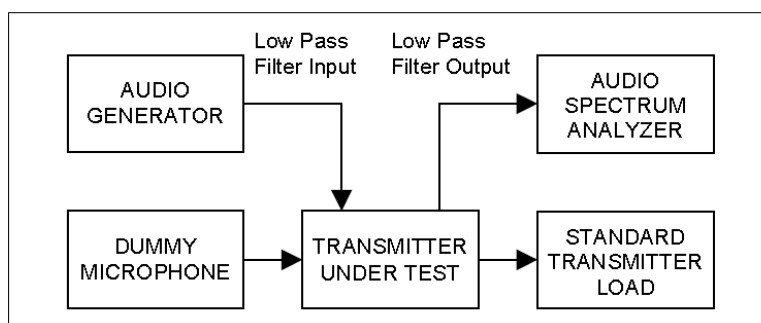 Low Pass
Filter Input
Low Pass
Filter Output
AUDIO
GENERATOR
AUDIO
SPECTRUM
ANALYZER
DUMMY
MICROPHONE
TRANSMITTER
UNDER TEST
STANDARD
TRANSMITTER
LOAD